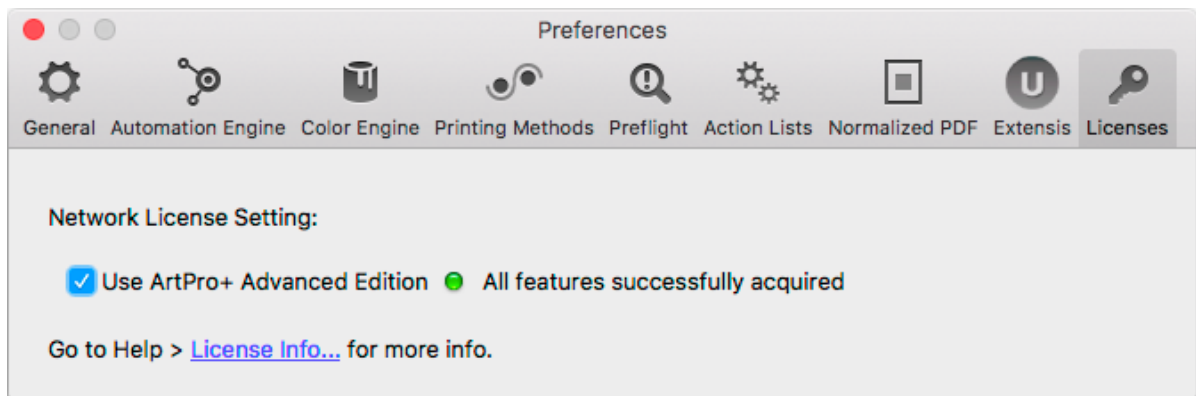 Preferences
General Automation Engine Color Engine Printing Methods Preflight Action Lists Normalized PDF Extensis Licenses
Network License Setting:
Use ArtPro+ Advanced Edition All features successfully acquired
Go to Help > License Info... for more info.